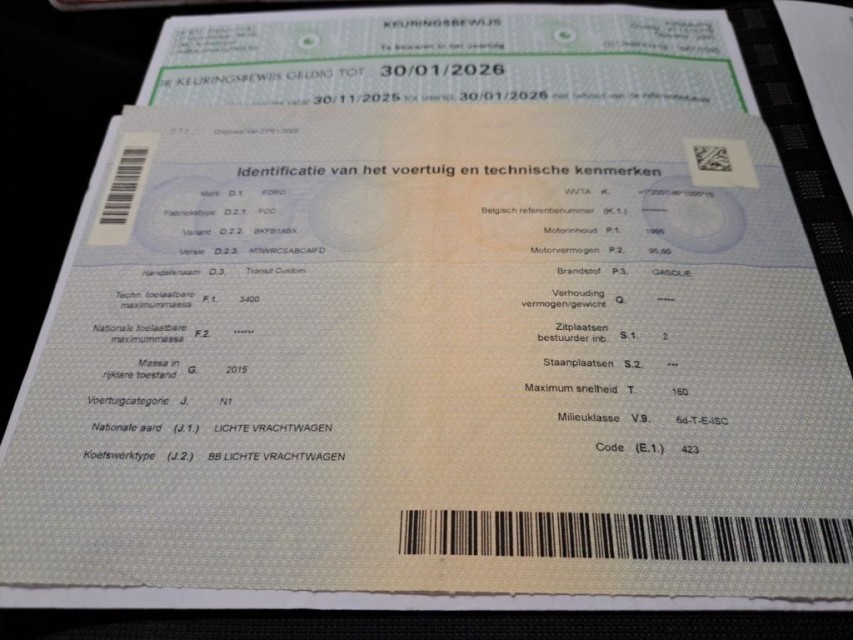 KEURINGSBEWIJS
Te keuren in het voertuig
KEURINGSBEWIJS GELDIG TOT 30/01/2026
30/11/2025 tot uiterlijk 30/01/2026
Identificatie van het voertuig en technische kenmerken
Merk D.1. FORD
WVTA K.
Fabriekstype D.2.1. FCC
Belgisch referentienummer (K.1.) ------
Variant D.2.2.
Motorinhoud P.1. 1995
Versie D.2.3.
Motorvermogen P.2.
Handelsnaam D.3. Transit Custom
Brandstof P.3. GASOLIE
Techn. toelaatbare
maximummassa F.1. 3400
Verhouding
vermogen/gewicht Q. -----
Nationale toelaatbare
maximummassa F.2. ------
Zitplaatsen
bestuurder inb. S.1. 2
Massa in
rijklare toestand G. 2015
Staanplaatsen S.2. ---
Maximum snelheid T. 160
Voertuigcategorie J. N1
Milieuklasse V.9. 6d-T-E-ISC
Nationale aard (J.1.) LICHTE VRACHTWAGEN
Code (E.1.) 423
Koetswerktype (J.2.) BB LICHTE VRACHTWAGEN